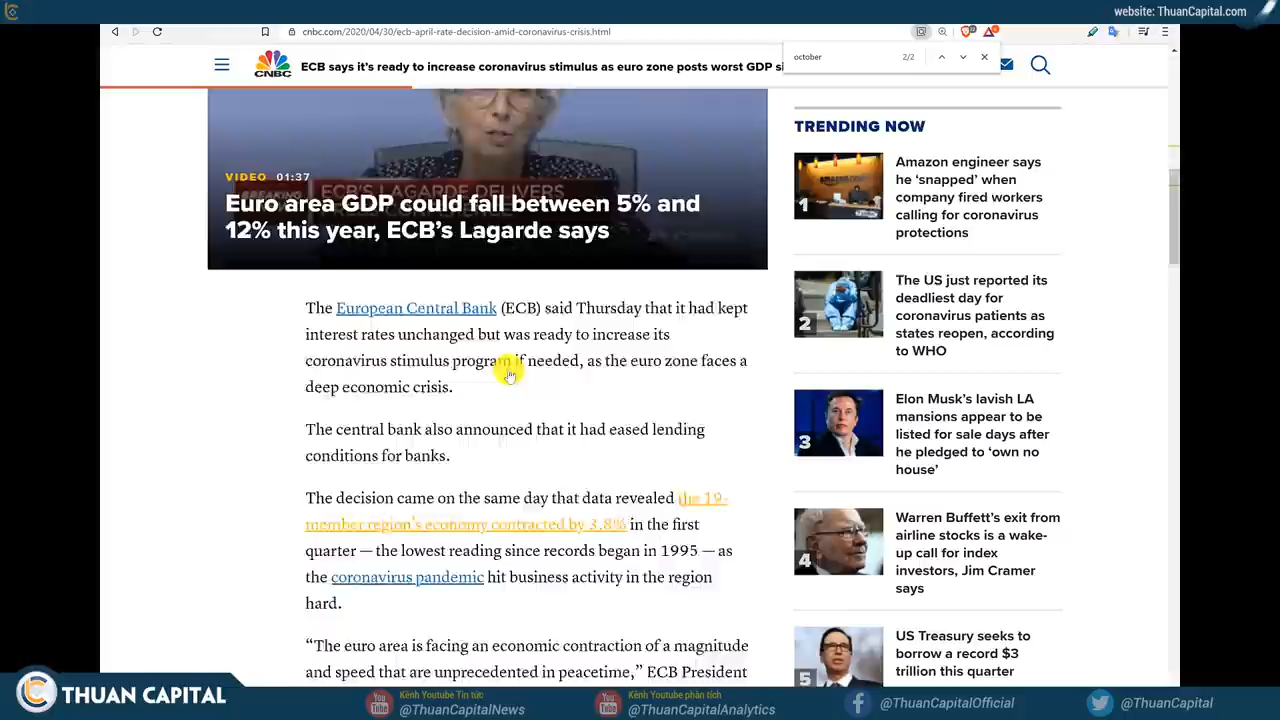 website: ThuanCapital.com
cnbc.com/2020/04/30/ecb-april-rate-decision-amid-coronavirus-crisis.html
october 2/2
CNBC
ECB says it's ready to increase coronavirus stimulus as euro zone posts worst GDP
VIDEO 01:37
ECB'S LAGARDE DELIVERS
Euro area GDP could fall between 5% and
12% this year, ECB's Lagarde says
The European Central Bank (ECB) said Thursday that it had kept
interest rates unchanged but was ready to increase its
coronavirus stimulus program if needed, as the euro zone faces a
deep economic crisis.
The central bank also announced that it had eased lending
conditions for banks.
The decision came on the same day that data revealed the 19-
member region's economy contracted by 3.8% in the first
quarter — the lowest reading since records began in 1995 — as
the coronavirus pandemic hit business activity in the region
hard.
“The euro area is facing an economic contraction of a magnitude
and speed that are unprecedented in peacetime,” ECB President
TRENDING NOW
1
Amazon engineer says
he ‘snapped’ when
company fired workers
calling for coronavirus
protections
2
The US just reported its
deadliest day for
coronavirus patients as
states reopen, according
to WHO
3
Elon Musk's lavish LA
mansions appear to be
listed for sale days after
he pledged to ‘own no
house’
4
Warren Buffett's exit from
airline stocks is a wake-
up call for index
investors, Jim Cramer
says
5
US Treasury seeks to
borrow a record $3
trillion this quarter
THUAN CAPITAL
You Tube
Kênh Youtube Tin tức
@ThuanCapitalNews
You Tube
Kênh Youtube phân tích
@ThuanCapitalAnalytics
@ThuanCapitalOfficial
@ThuanCapital